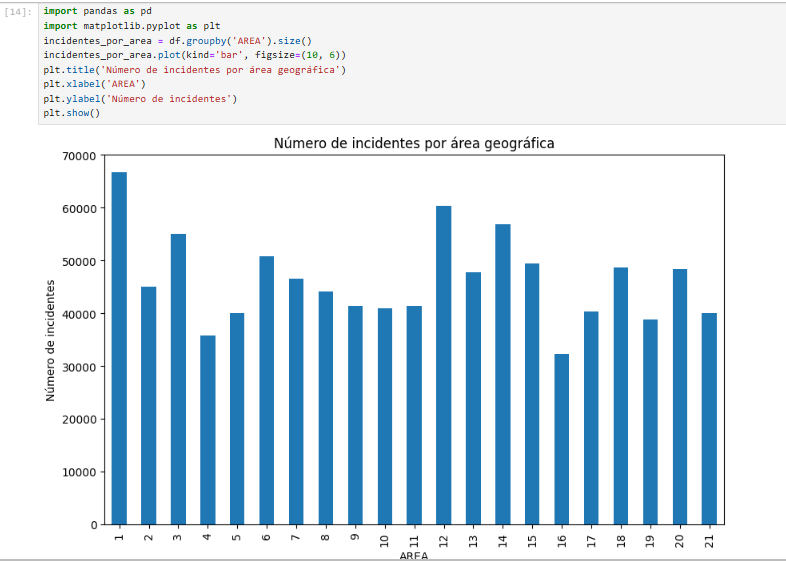 [14]:
import pandas as pd
import matplotlib.pyplot as plt
incidentes_por_area = df.groupby('AREA').size()
incidentes_por_area.plot(kind='bar', figsize=(10, 6))
plt.title('Número de incidentes por área geográfica')
plt.xlabel('AREA')
plt.ylabel('Número de incidentes')
plt.show()
Número de incidentes por área geográfica
Número de incidentes
70000
60000
50000
40000
30000
20000
10000
0
1 2 3 4 5 6 7 8 9 10 11 12 13 14 15 16 17 18 19 20 21
AREA